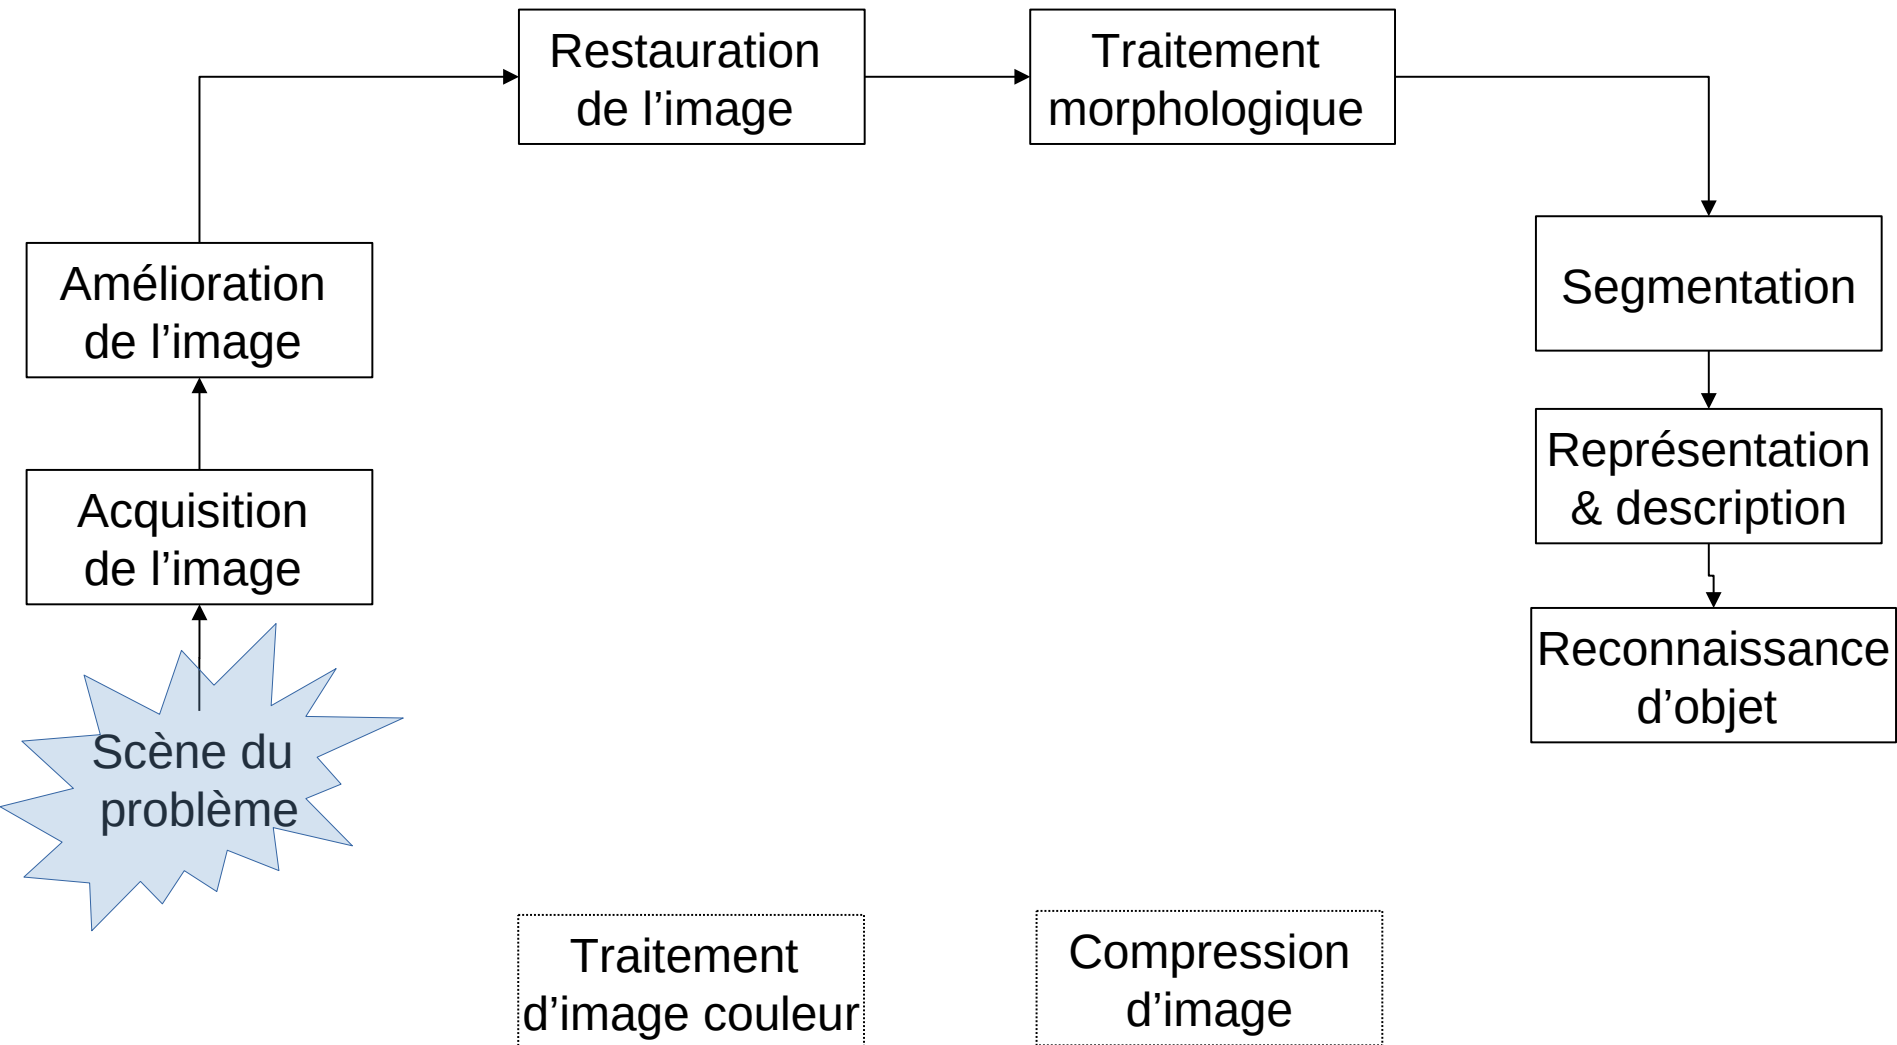 Restauration
de l’image
Traitement
morphologique
Amélioration
de l’image
Segmentation
Représentation
& description
Acquisition
de l’image
Reconnaissance
d’objet
Scène du
problème
Traitement
d’image couleur
Compression
d’image